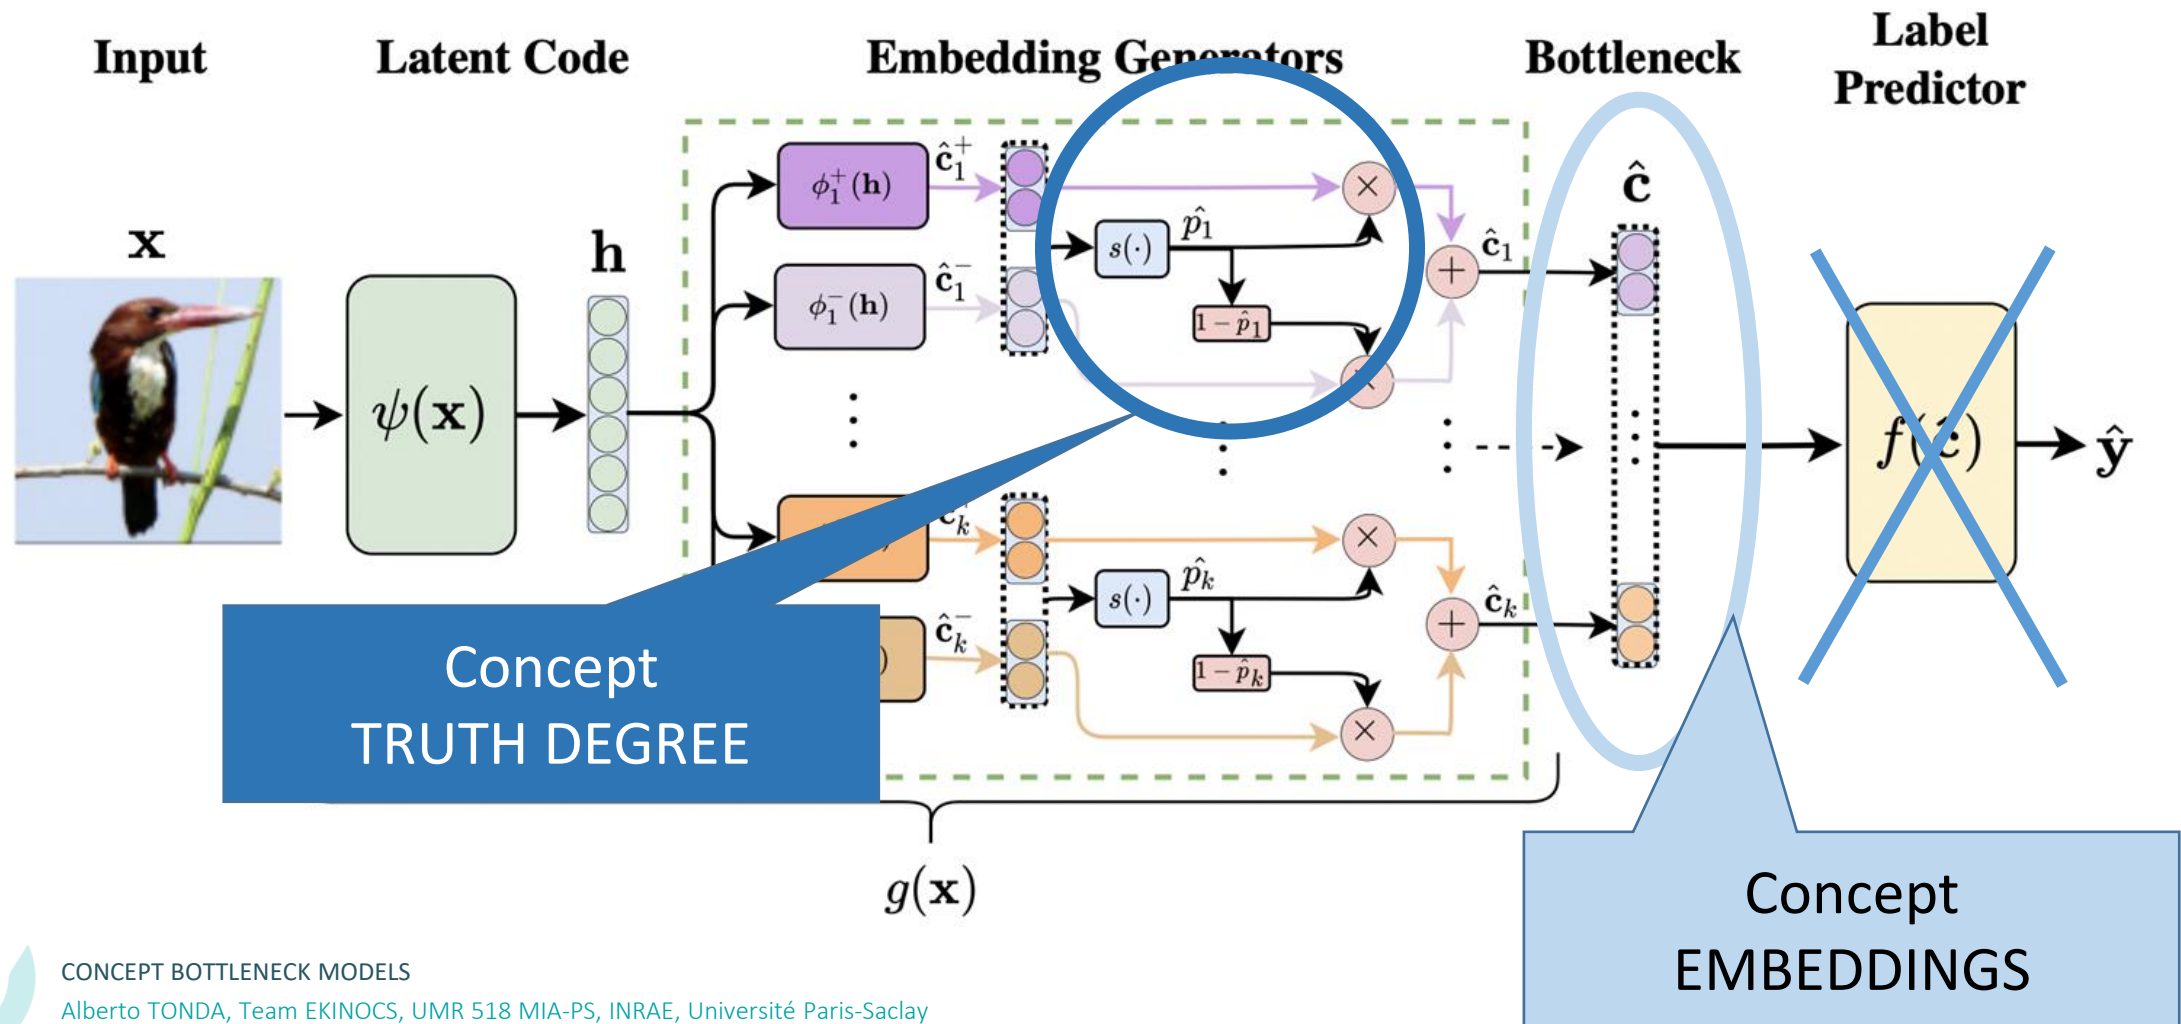 Input
Latent Code
Embedding Generators
Bottleneck
Label
Predictor
x
h
ψ(x)
ϕ₁⁺(h)
ĉ₁⁺
ϕ₁⁻(h)
ĉ₁⁻
s(·)
p̂₁
1 − p̂₁
×
×
+
ĉ₁
ĉ
ĉₖ⁻
s(·)
p̂ₖ
1 − p̂ₖ
×
×
+
ĉₖ
ŷ
Concept
TRUTH DEGREE
g(x)
Concept
EMBEDDINGS
CONCEPT BOTTLENECK MODELS
Alberto TONDA, Team EKINOCS, UMR 518 MIA-PS, INRAE, Université Paris-Saclay